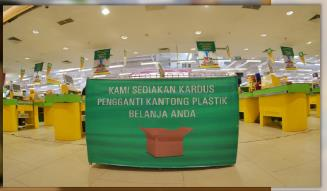 KAMI SEDIAKAN KARDUS
PENGGANTI KANTONG PLASTIK
BELANJA ANDA